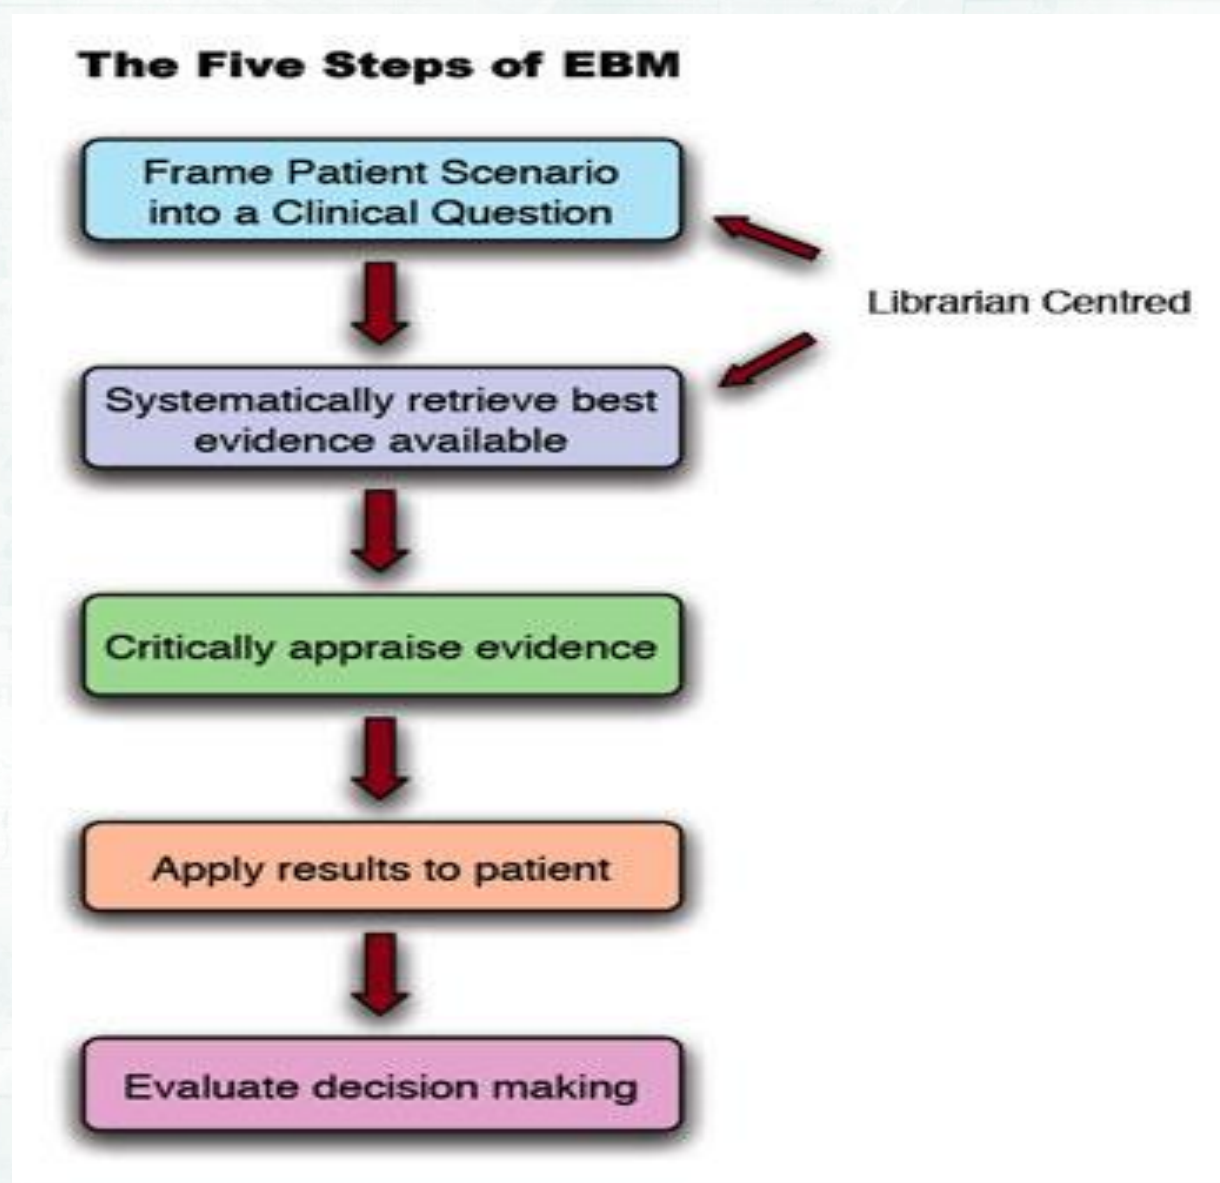 The Five Steps of EBM
Frame Patient Scenario
into a Clinical Question
Librarian Centred
Systematically retrieve best
evidence available
Critically appraise evidence
Apply results to patient
Evaluate decision making